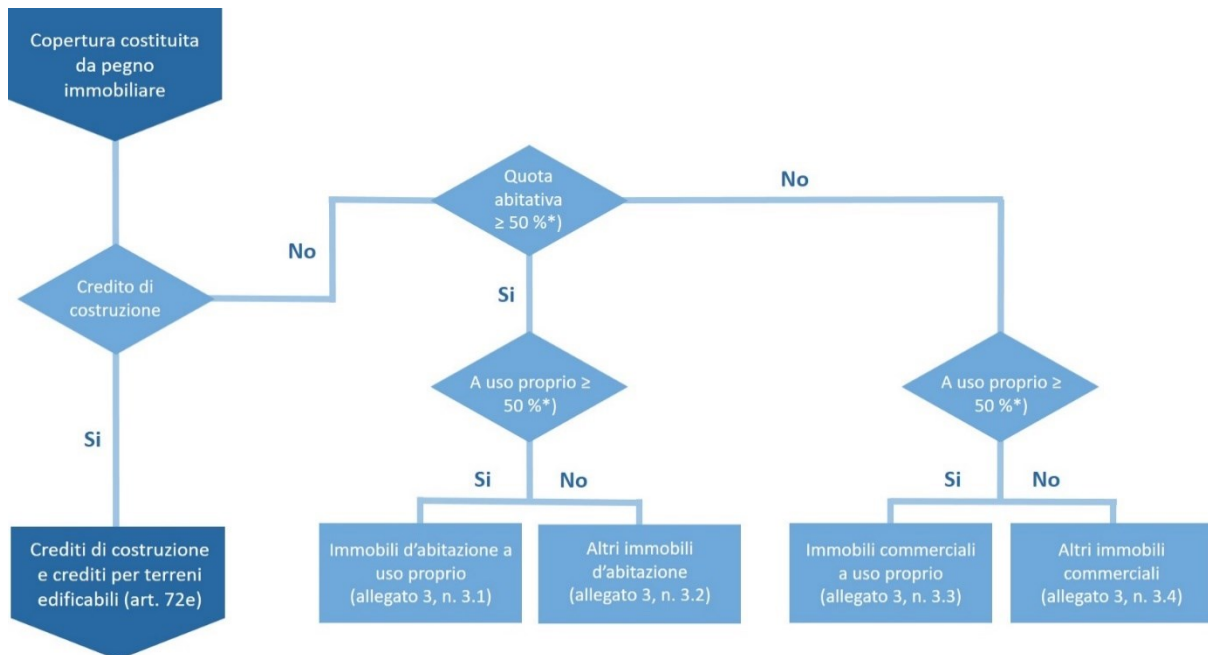 Copertura costituita
da pegno
immobiliare
Quota
abitativa
≥ 50 %*)
No
No
Credito di
costruzione
Si
A uso proprio ≥
50 %*)
A uso proprio ≥
50 %*)
Si
Si
No
Si
No
Crediti di costruzione
e crediti per terreni
edificabili (art. 72e)
Immobili d'abitazione a
uso proprio
(allegato 3, n. 3.1)
Altri immobili
d'abitazione
(allegato 3, n. 3.2)
Immobili commerciali
a uso proprio
(allegato 3, n. 3.3)
Altri immobili
commerciali
(allegato 3, n. 3.4)